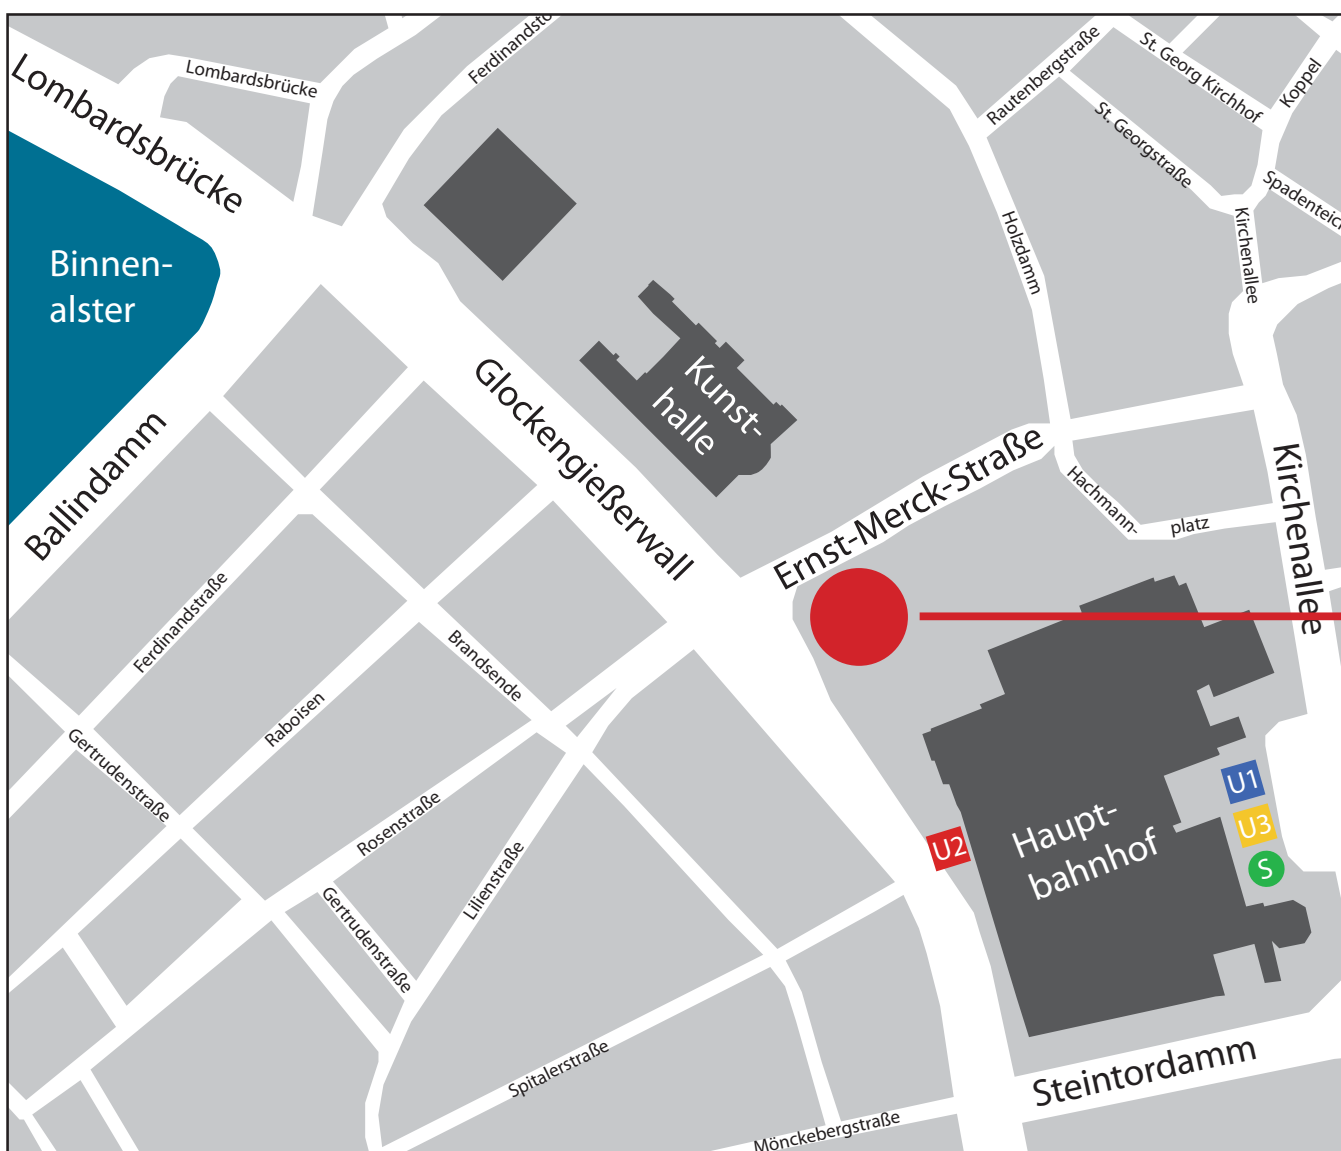 Lombardsbrücke
Lombardsbrücke
Ferdinandsto
Rautenbergstraße
St. Georg Kirchhof
Koppel
St. Georgstraße
Spadenteich
Kirchenallee
Holzdamm
Binnen-
alster
Glockengießerwall
Kunst-
halle
Ballindamm
Ernst-Merck-Straße
Hachmann-
platz
Kirchenallee
Ferdinandstraße
Brandsende
Raboisen
Gertrudenstraße
Rosenstraße
Lilienstraße
Gertrudenstraße
U1
U3
U2
S
Haupt-
bahnhof
Spitalerstraße
Steintordamm
Mönckebergstraße